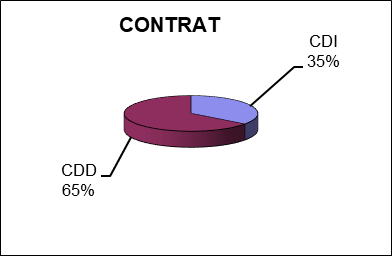 CONTRAT
CDI
35%
CDD
65%